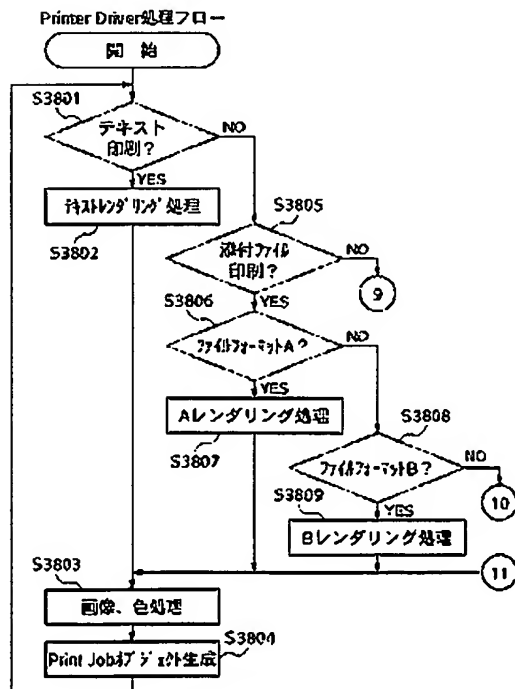 Printer Driver処理フロー
開 始
S3801
テキスト
印刷?
NO
YES
テキストレンダリング処理
S3802
S3805
添付ファイル
印刷?
NO
YES
9
S3806
ファイルフォーマットA?
NO
YES
Aレンダリング処理
S3807
S3808
ファイルフォーマットB?
NO
YES
10
S3809
Bレンダリング処理
11
S3803
画像、色処理
S3804
Print Jobオブジェクト生成